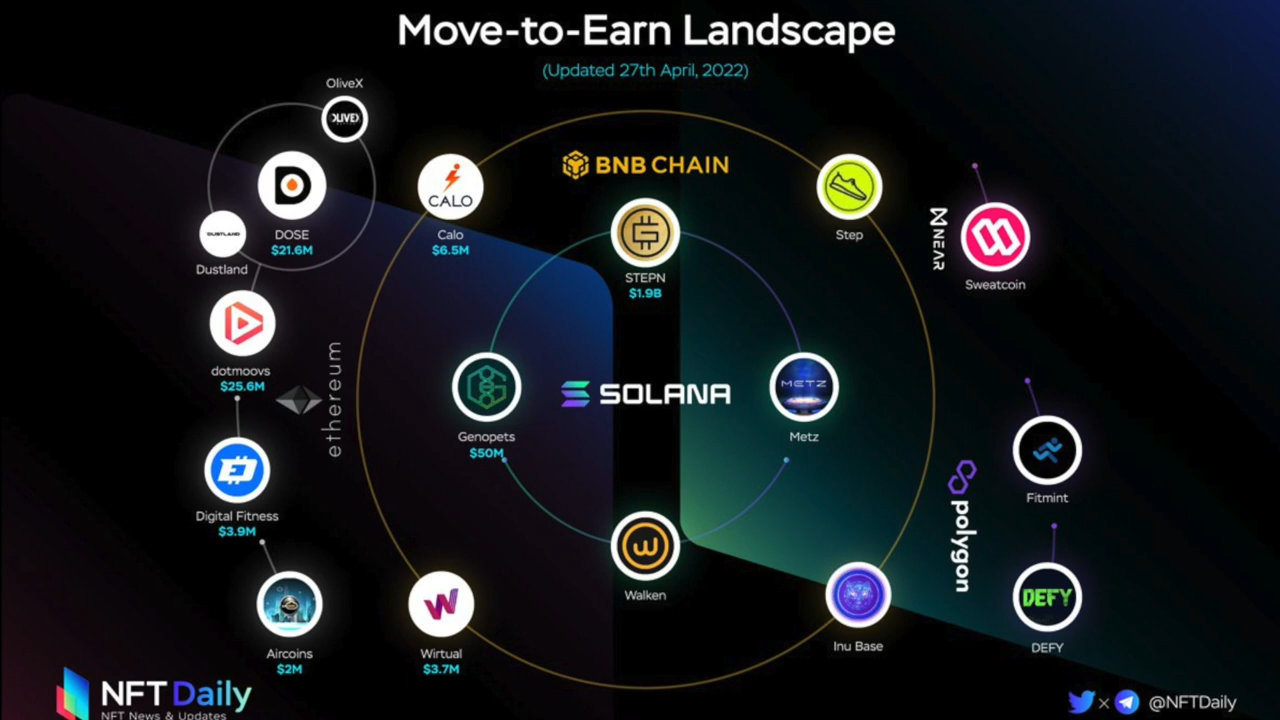 Move-to-Earn Landscape
(Updated 27th April, 2022)
OliveX
OLIVEX
DOSE
$21.6M
DUSTLAND
Dustland
dotmoovs
$25.6M
ethereum
Digital Fitness
$3.9M
Aircoins
$2M
BNB CHAIN
CALO
Calo
$6.5M
STEPN
$1.9B
Step
Genopets
$50M
SOLANA
METZ
Metz
Walken
Wirtual
$3.7M
Inu Base
NEAR
Sweatcoin
polygon
Fitmint
DEFY
DEFY
NFT Daily
NFT News & Updates
@NFTDaily